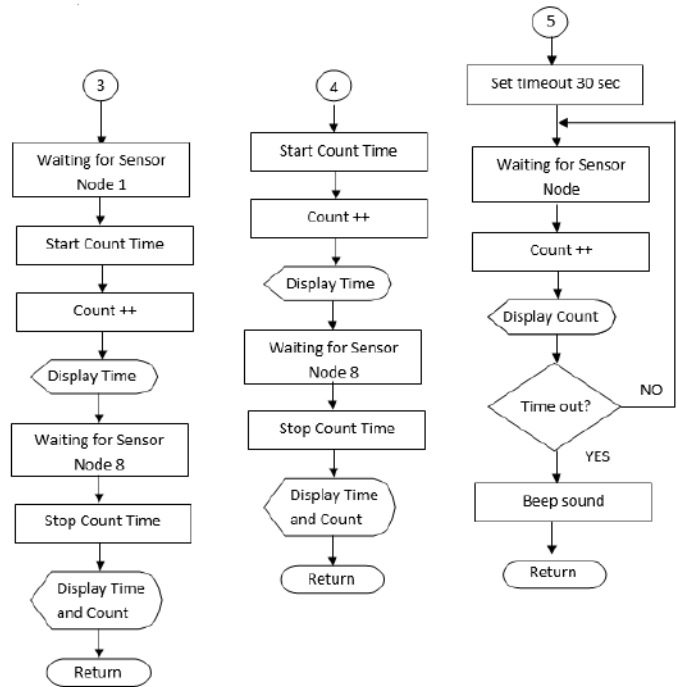 3
Waiting for Sensor
Node 1
Start Count Time
Count ++
Display Time
Waiting for Sensor
Node 8
Stop Count Time
Display Time
and Count
Return
4
Start Count Time
Count ++
Display Time
Waiting for Sensor
Node 8
Stop Count Time
Display Time
and Count
Return
5
Set timeout 30 sec
Waiting for Sensor
Node
Count ++
Display Count
Time out?
NO
YES
Beep sound
Return